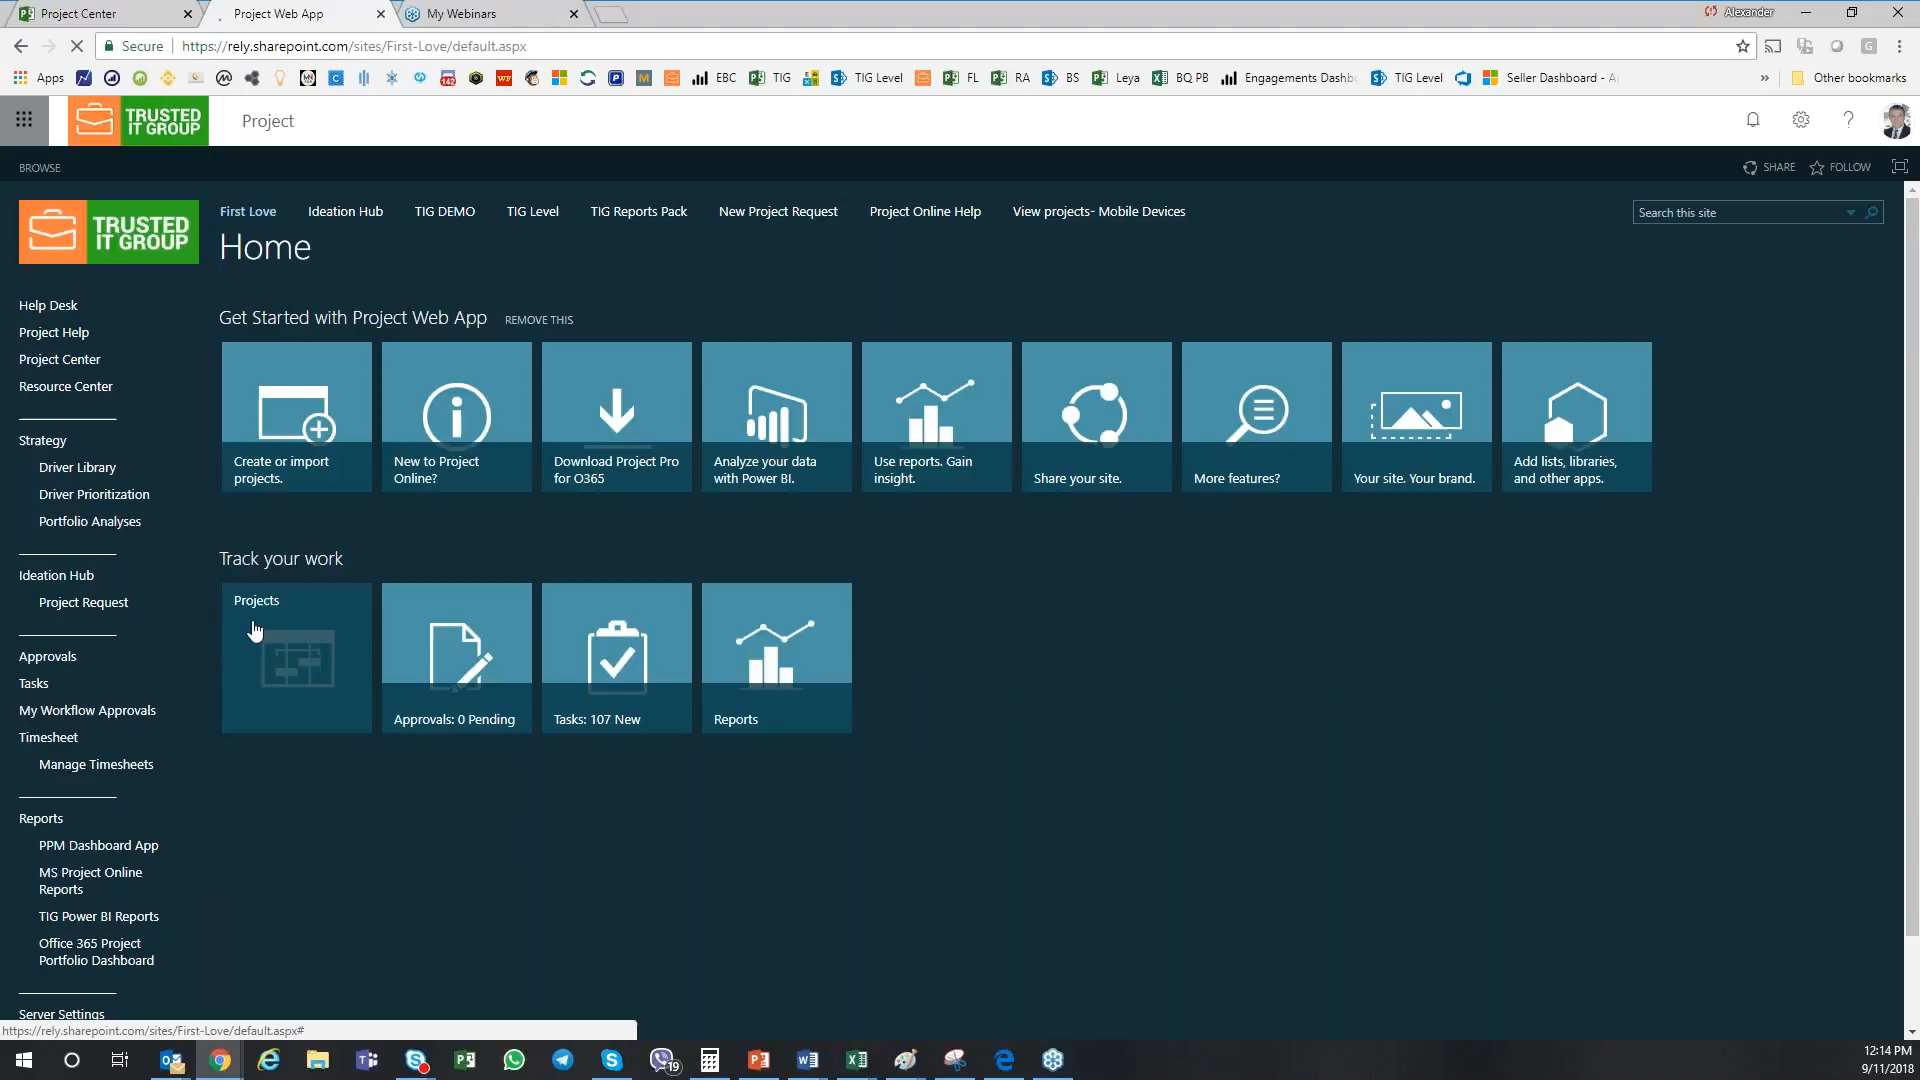 Project Center
Project Web App
My Webinars
Alexander
Secure
https://rely.sharepoint.com/sites/First-Love/default.aspx
Apps
142
WF
EBC
TIG
TIG Level
FL
RA
BS
Leya
BQ PB
Engagements Dashb
TIG Level
Seller Dashboard - A
Other bookmarks
TRUSTED
IT GROUP
Project
BROWSE
SHARE
FOLLOW
TRUSTED
IT GROUP
First Love
Ideation Hub
TIG DEMO
TIG Level
TIG Reports Pack
New Project Request
Project Online Help
View projects- Mobile Devices
Search this site
Home
Help Desk
Project Help
Project Center
Resource Center
Strategy
Driver Library
Driver Prioritization
Portfolio Analyses
Ideation Hub
Project Request
Approvals
Tasks
My Workflow Approvals
Timesheet
Manage Timesheets
Reports
PPM Dashboard App
MS Project Online
Reports
TIG Power BI Reports
Office 365 Project
Portfolio Dashboard
Server Settings
Get Started with Project Web App
REMOVE THIS
Create or import
projects.
New to Project
Online?
Download Project Pro
for O365
Analyze your data
with Power BI.
Use reports. Gain
insight.
Share your site.
More features?
Your site. Your brand.
Add lists, libraries,
and other apps.
Track your work
Projects
Approvals: 0 Pending
Tasks: 107 New
Reports
https://rely.sharepoint.com/sites/First-Love/default.aspx#
19
12:14 PM
9/11/2018